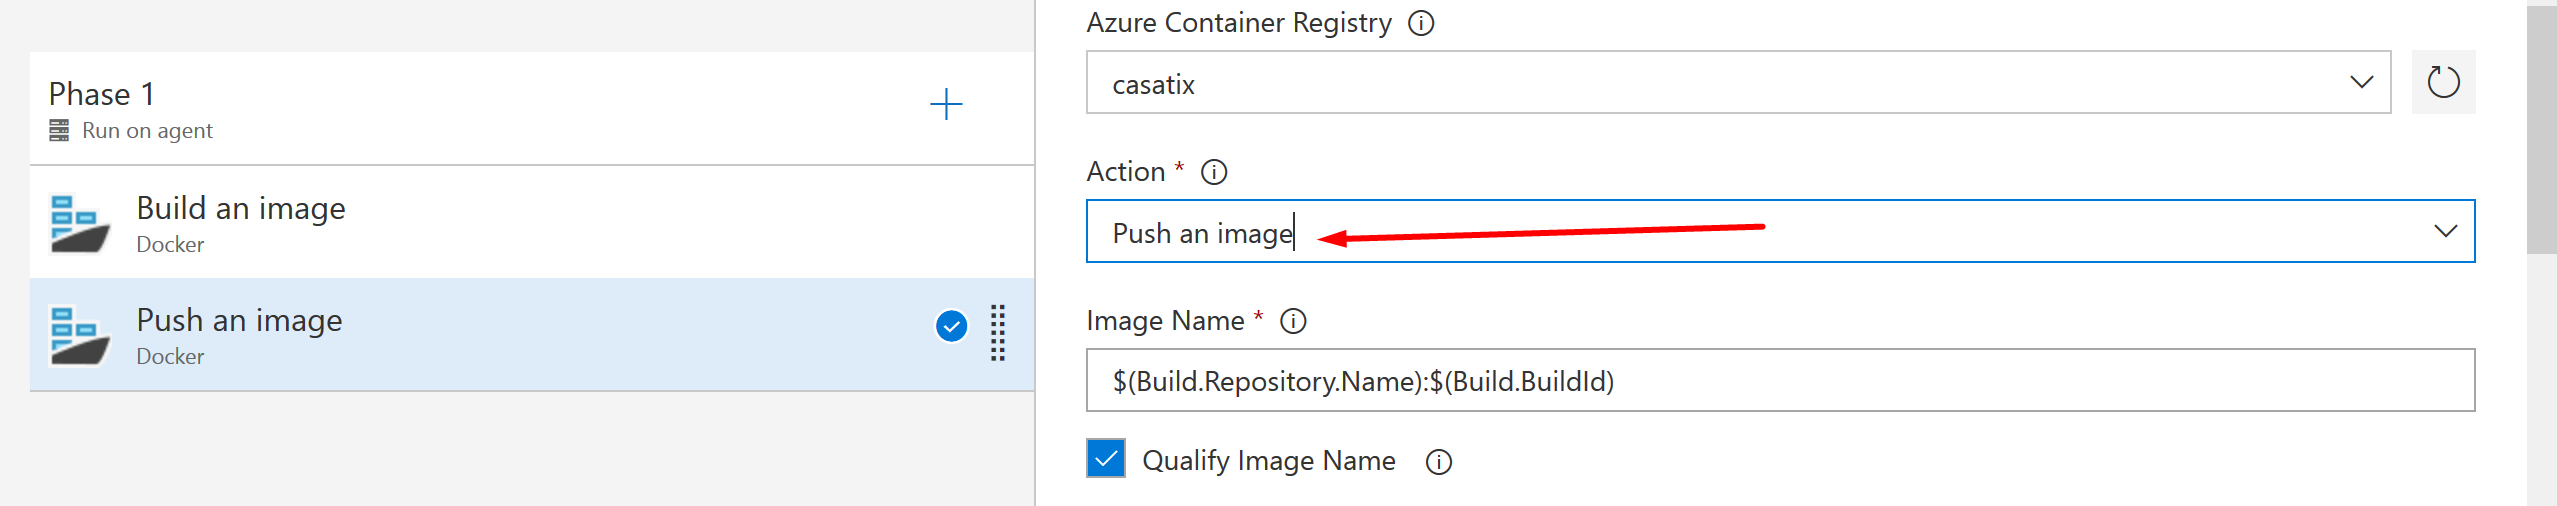 Phase 1
Run on agent
Build an image
Docker
Push an image
Docker
Azure Container Registry
casatix
Action *
Push an image
Image Name *
$(Build.Repository.Name):$(Build.BuildId)
Qualify Image Name